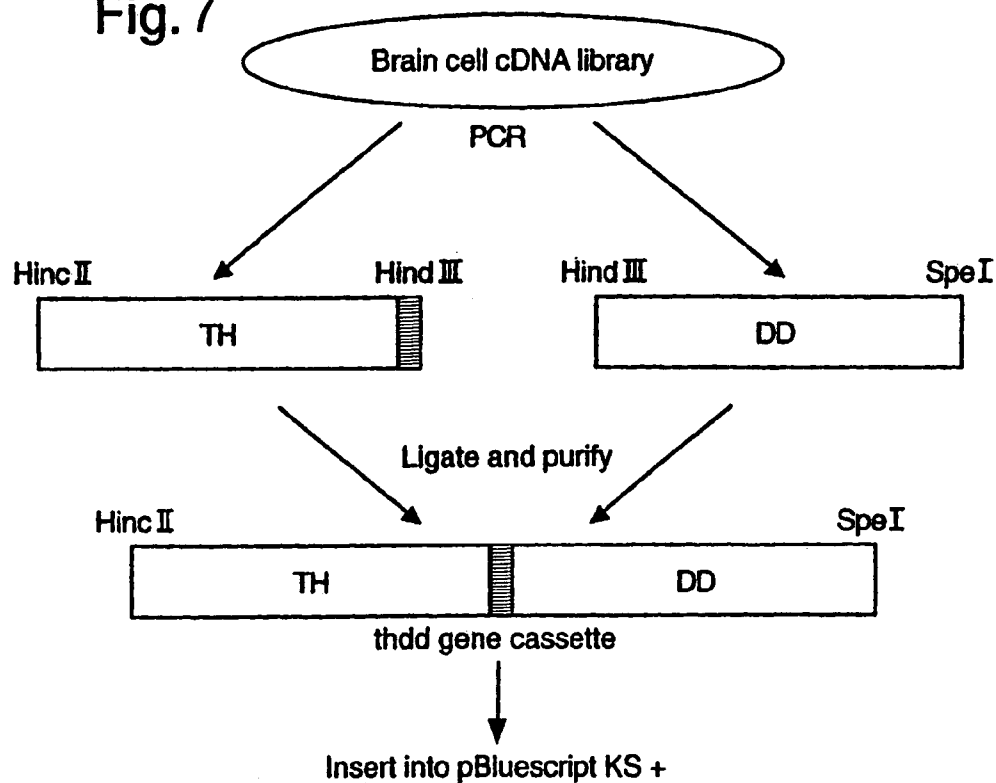 Fig. 7
Brain cell cDNA library
PCR
Hinc II
Hind III
Hind III
Spe I
TH
DD
Ligate and purify
Hinc II
Spe I
TH
DD
thdd gene cassette
Insert into pBluescript KS +